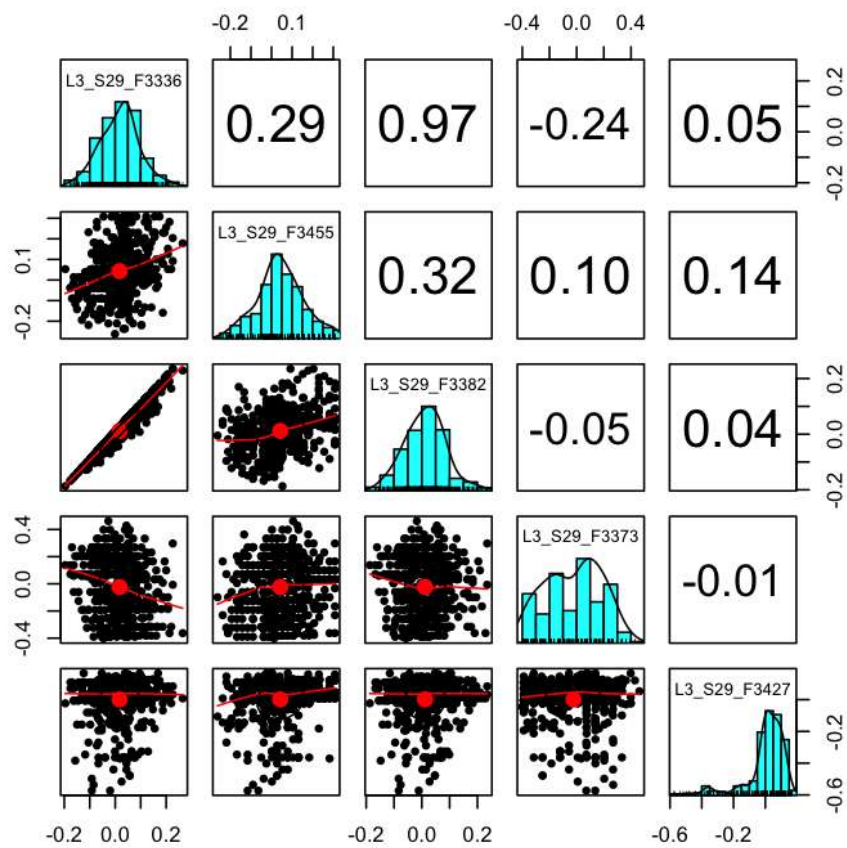 -0.2 0.1 -0.4 0.0 0.4
L3_S29_F3336 0.29 0.97 -0.24 0.05 -0.2 0.0 0.2
-0.2 0.1 L3_S29_F3455 0.32 0.10 0.14
L3_S29_F3382 -0.05 0.04 -0.2 0.0 0.2
-0.4 0.0 0.4 L3_S29_F3373 -0.01
L3_S29_F3427 -0.6 -0.2
-0.2 0.0 0.2 -0.2 0.0 0.2 -0.6 -0.2